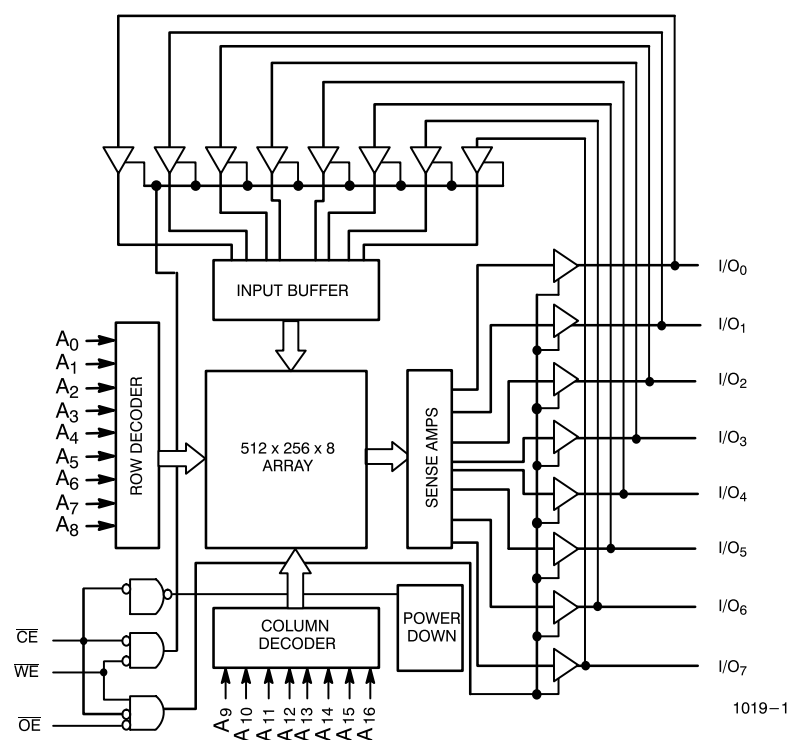 INPUT BUFFER
I/O0
I/O1
I/O2
I/O3
I/O4
I/O5
I/O6
I/O7
A0
A1
A2
A3
A4
A5
A6
A7
A8
ROW DECODER
512 x 256 x 8
ARRAY
SENSE AMPS
COLUMN
DECODER
POWER
DOWN
CE
WE
OE
A9
A10
A11
A12
A13
A14
A15
A16
1019−1